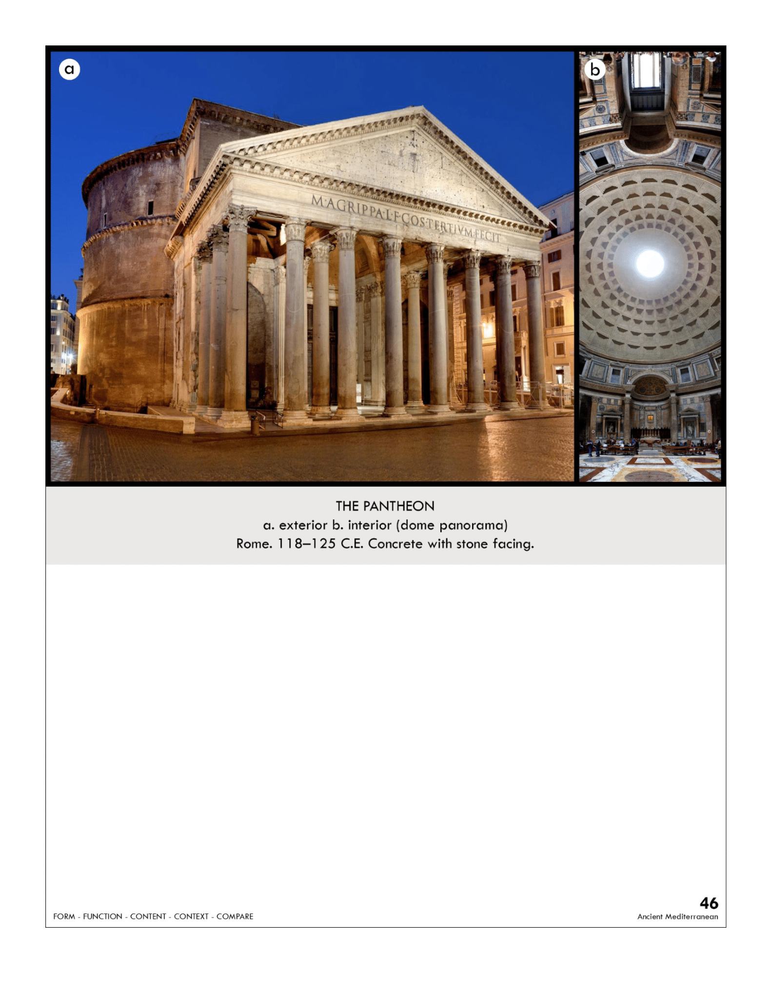 a
b
M·AGRIPPA·L·F·COS·TERTIVM·FECIT
THE PANTHEON
a. exterior b. interior (dome panorama)
Rome. 118–125 C.E. Concrete with stone facing.
46
FORM - FUNCTION - CONTENT - CONTEXT - COMPARE
Ancient Mediterranean